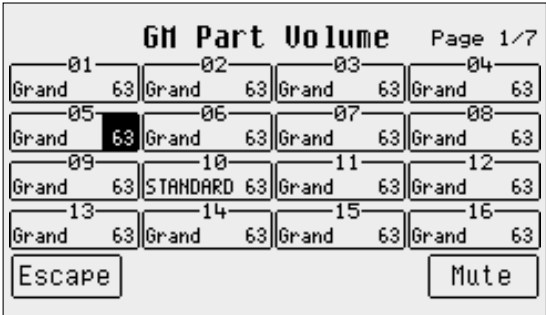 GM Part Volume Page 1/7
01 02 03 04
Grand 63 Grand 63 Grand 63 Grand 63
05 06 07 08
Grand 63 Grand 63 Grand 63 Grand 63
09 10 11 12
Grand 63 STANDARD 63 Grand 63 Grand 63
13 14 15 16
Grand 63 Grand 63 Grand 63 Grand 63
Escape Mute